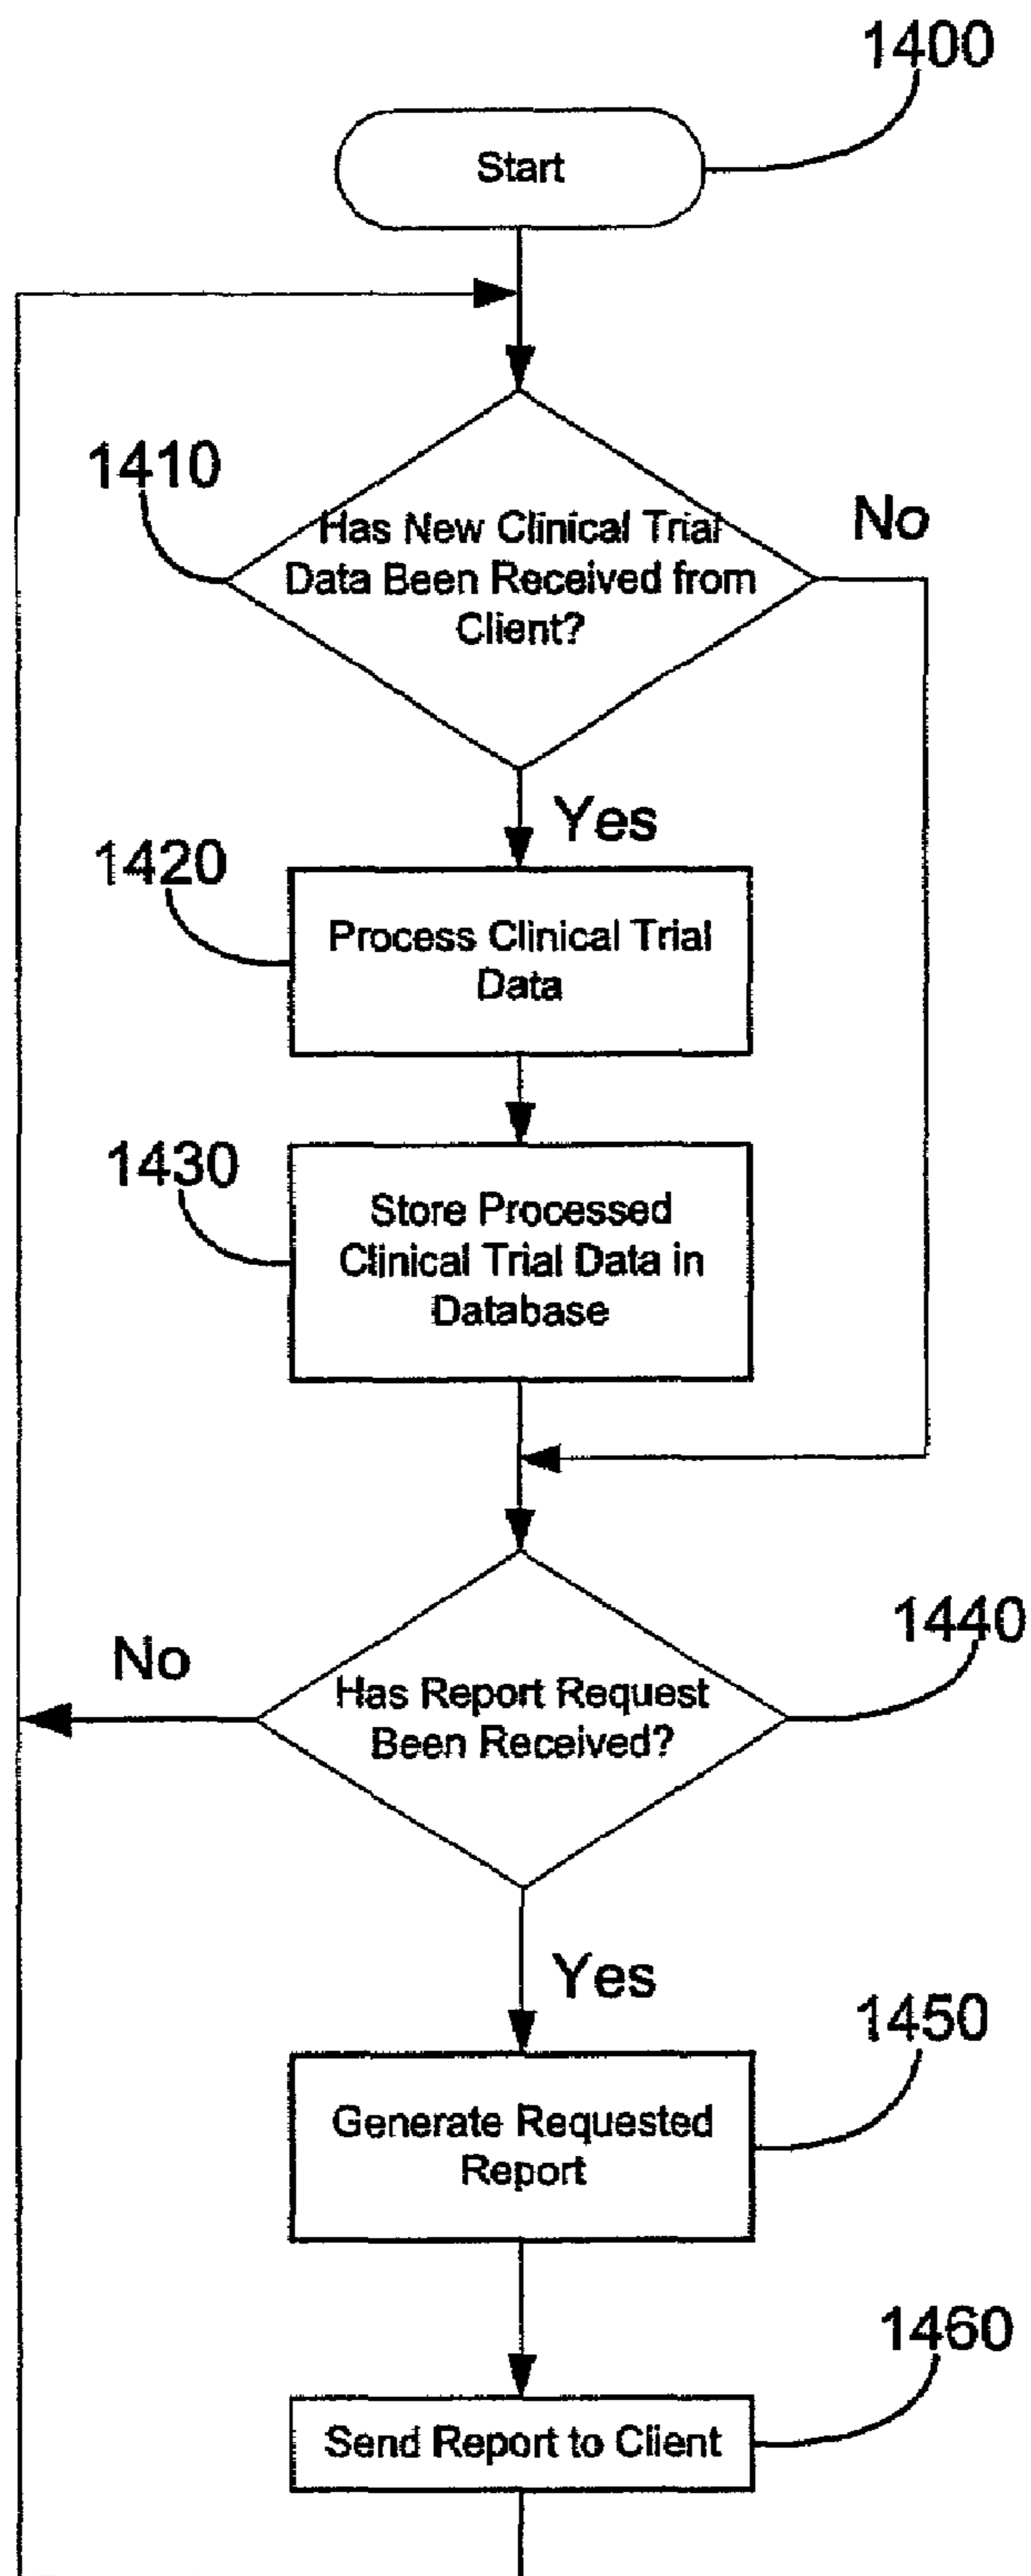 1400
Start
1410
Has New Clinical Trial
Data Been Received from
Client?
No
Yes
1420
Process Clinical Trial
Data
1430
Store Processed
Clinical Trial Data in
Database
1440
No
Has Report Request
Been Received?
Yes
1450
Generate Requested
Report
1460
Send Report to Client